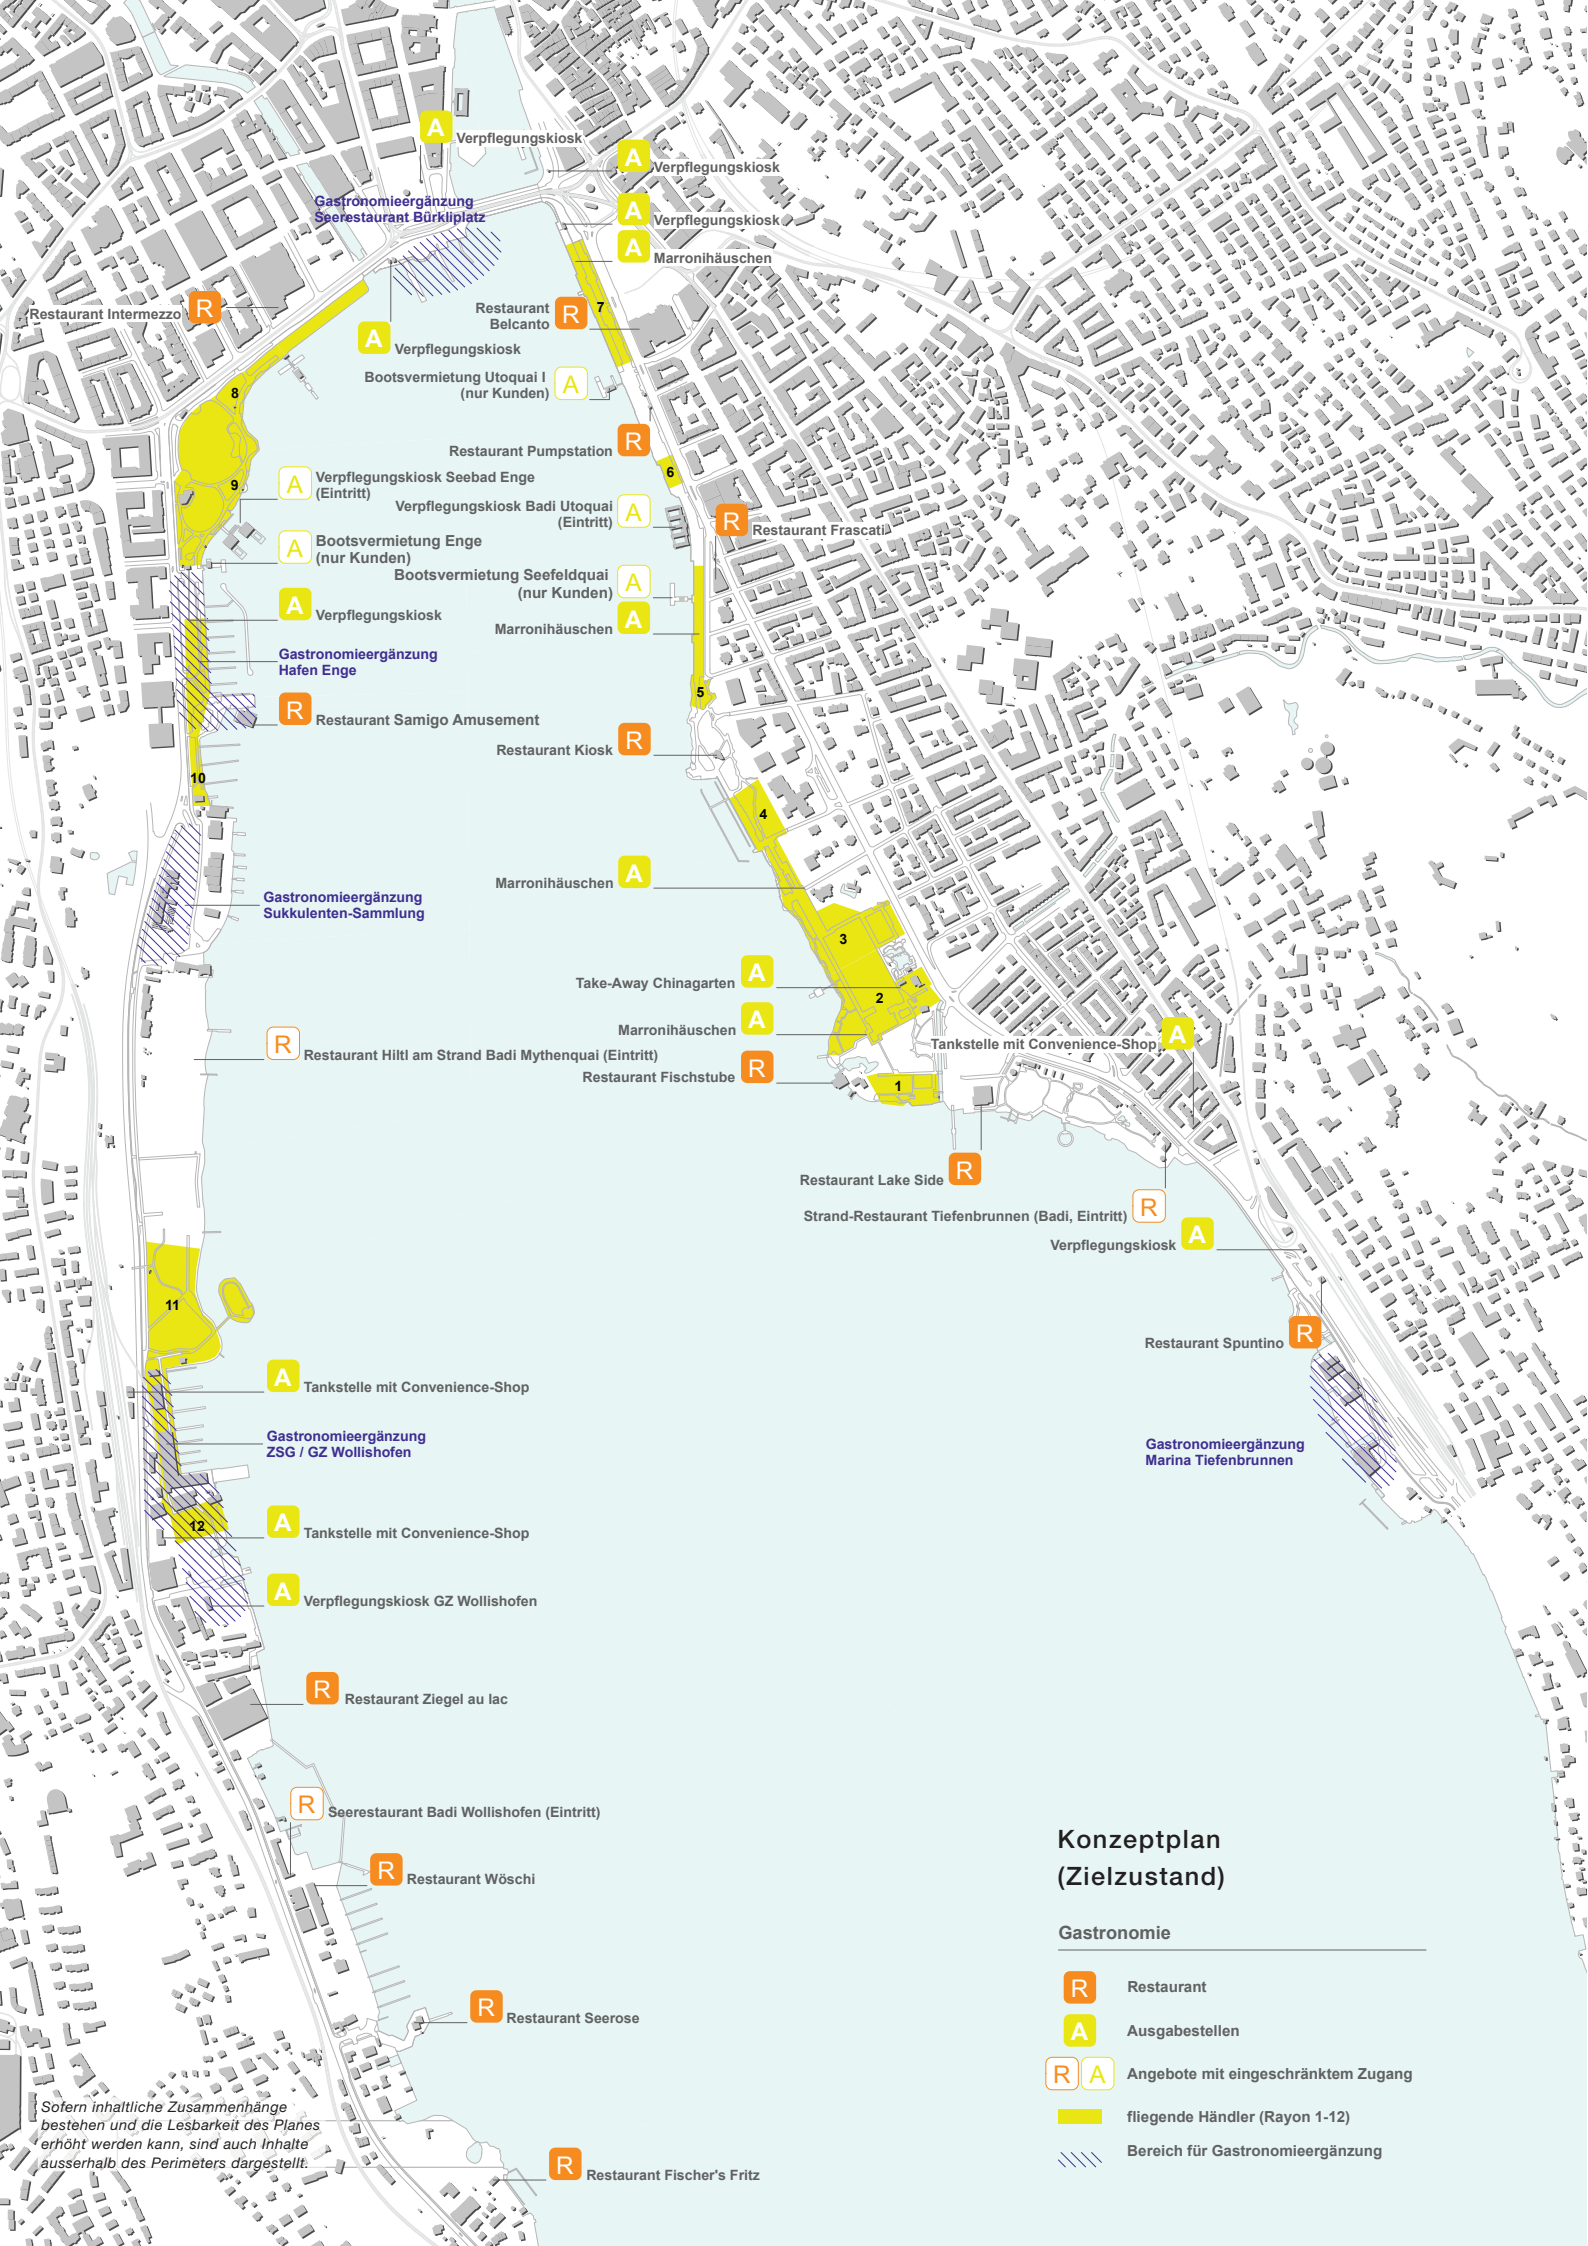 A
Verpflegungskiosk
A
Verpflegungskiosk
Gastronomieergänzung
Seerestaurant Bürkliplatz
A
Verpflegungskiosk
A
Marronihäuschen
Restaurant Intermezzo
R
Restaurant
Belcanto
R
7
A
Verpflegungskiosk
Bootsvermietung Utoquai I
(nur Kunden)
A
8
Restaurant Pumpstation
R
6
9
A
Verpflegungskiosk Seebad Enge
(Eintritt)
Verpflegungskiosk Badi Utoquai
(Eintritt)
A
R
Restaurant Frascati
A
Bootsvermietung Enge
(nur Kunden)
Bootsvermietung Seefeldquai
(nur Kunden)
A
A
Verpflegungskiosk
Marronihäuschen
A
Gastronomieergänzung
Hafen Enge
5
R
Restaurant Samigo Amusement
Restaurant Kiosk
R
10
4
Marronihäuschen
A
Gastronomieergänzung
Sukkulenten-Sammlung
3
Take-Away Chinagarten
A
2
Marronihäuschen
A
Tankstelle mit Convenience-Shop
A
R
Restaurant Hiltl am Strand Badi Mythenquai (Eintritt)
Restaurant Fischstube
R
1
Restaurant Lake Side
R
Strand-Restaurant Tiefenbrunnen (Badi, Eintritt)
R
Verpflegungskiosk
A
11
Restaurant Spuntino
R
A
Tankstelle mit Convenience-Shop
Gastronomieergänzung
ZSG / GZ Wollishofen
Gastronomieergänzung
Marina Tiefenbrunnen
12
A
Tankstelle mit Convenience-Shop
A
Verpflegungskiosk GZ Wollishofen
R
Restaurant Ziegel au lac
R
Seerestaurant Badi Wollishofen (Eintritt)
R
Restaurant Wöschi
R
Restaurant Seerose
R
Restaurant Fischer's Fritz
Sofern inhaltliche Zusammenhänge
bestehen und die Lesbarkeit des Planes
erhöht werden kann, sind auch Inhalte
ausserhalb des Perimeters dargestellt.
Konzeptplan
(Zielzustand)
Gastronomie
R
Restaurant
A
Ausgabestellen
R A
Angebote mit eingeschränktem Zugang
fliegende Händler (Rayon 1-12)
Bereich für Gastronomieergänzung